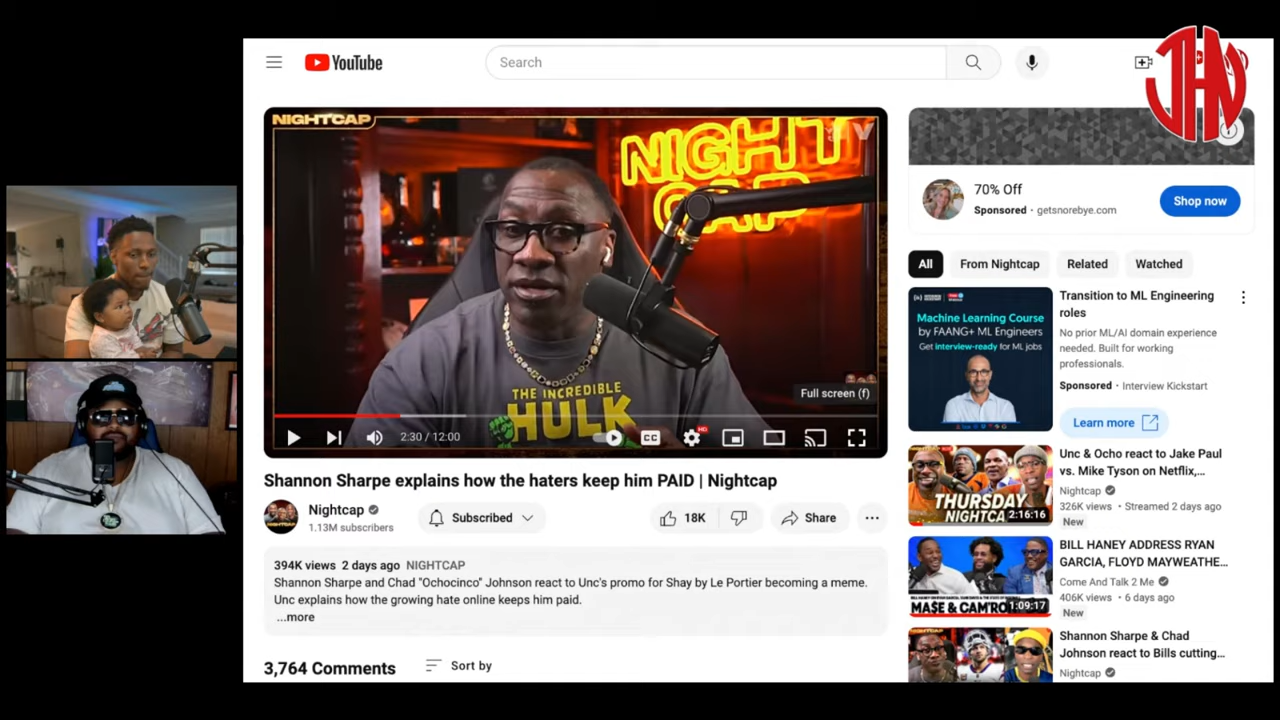 YouTube
Search
JHN
NIGHTCAP
NIGHT
CAP
THE INCREDIBLE
HULK
Full screen (f)
2:30 / 12:00
CC
HD
Shannon Sharpe explains how the haters keep him PAID | Nightcap
Nightcap
1.13M subscribers
Subscribed
18K
Share
394K views 2 days ago NIGHTCAP
Shannon Sharpe and Chad "Ochocinco" Johnson react to Unc's promo for Shay by Le Portier becoming a meme.
Unc explains how the growing hate online keeps him paid.
...more
3,764 Comments
Sort by
70% Off
Sponsored · getsnorebye.com
Shop now
All
From Nightcap
Related
Watched
Machine Learning Course
by FAANG+ ML Engineers
Get interview-ready for ML jobs
Transition to ML Engineering
roles
No prior ML/AI domain experience
needed. Built for working
professionals.
Sponsored · Interview Kickstart
Learn more
THURSDAY
NIGHTCA
2:16:16
Unc & Ocho react to Jake Paul
vs. Mike Tyson on Netflix,...
Nightcap
326K views · Streamed 2 days ago
New
MA$E & CAM'RO
1:09:17
BILL HANEY ADDRESS RYAN
GARCIA, FLOYD MAYWEATHE...
Come And Talk 2 Me
406K views · 6 days ago
New
NIGHTCAP
Shannon Sharpe & Chad
Johnson react to Bills cutting...
Nightcap